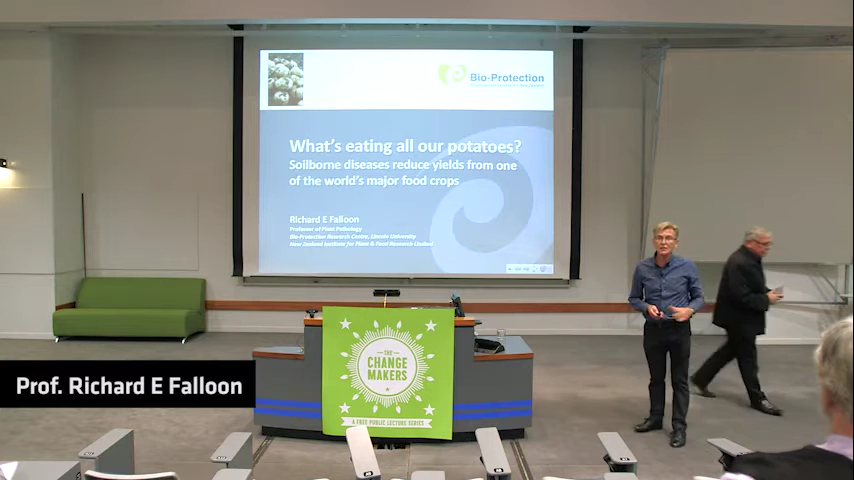 Bio-Protection
What's eating all our potatoes?
Soilborne diseases reduce yields from one
of the world's major food crops
Richard E Falloon
Professor of Plant Pathology
Bio-Protection Research Centre, Lincoln University
New Zealand Institute for Plant & Food Research Limited
THE
CHANGE
MAKERS
A FREE PUBLIC LECTURE SERIES
Prof. Richard E Falloon